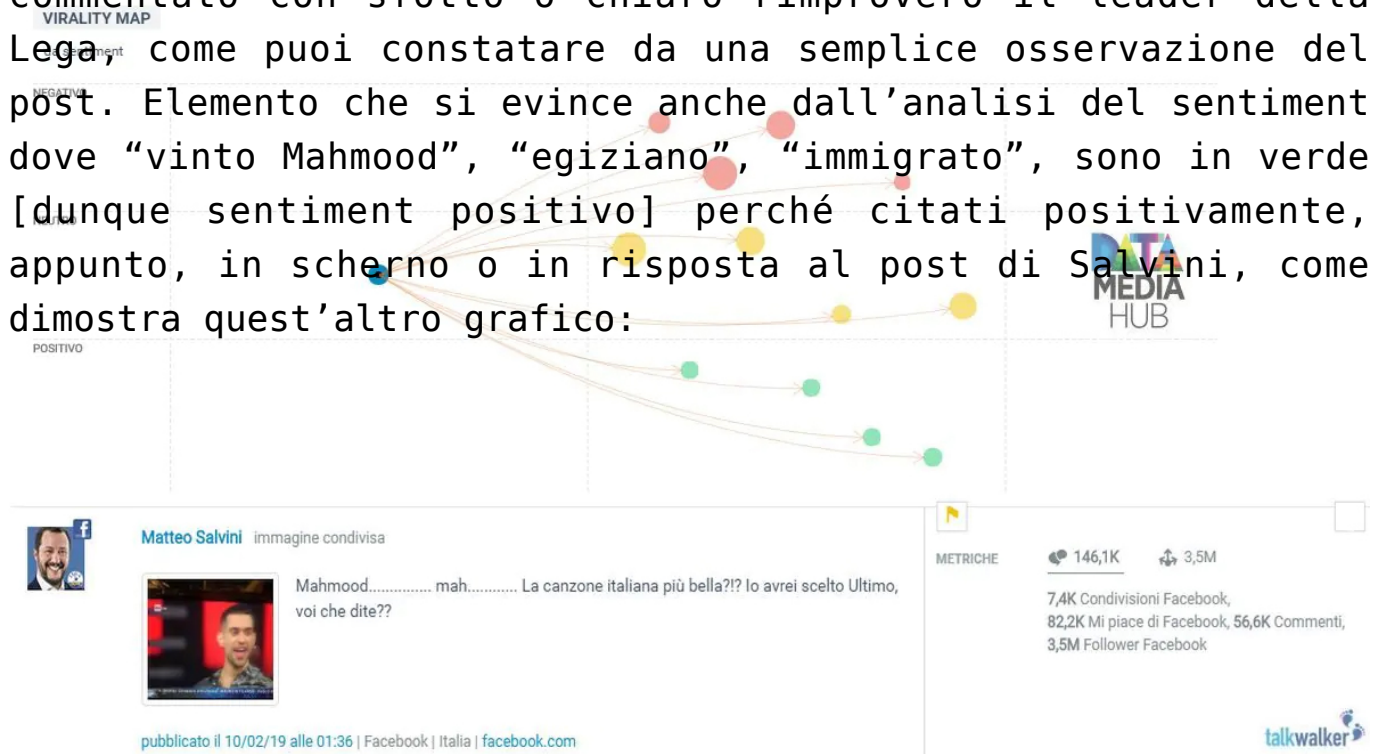 commentato con sfottò o chiaro rimprovero il leader della
VIRALITY MAP
Lega, come puoi constatare da una semplice osservazione del
sentiment
NEGATIVO
post. Elemento che si evince anche dall’analisi del sentiment
dove “vinto Mahmood”, “egiziano”, “immigrato”, sono in verde
NEUTRO
[dunque sentiment positivo] perché citati positivamente,
appunto, in scherno o in risposta al post di Salvini, come
DATA
MEDIA
HUB
dimostra quest’altro grafico:
POSITIVO
Matteo Salvini immagine condivisa
Mahmood............... mah............ La canzone italiana più bella?!? Io avrei scelto Ultimo,
voi che dite??
pubblicato il 10/02/19 alle 01:36 | Facebook | Italia | facebook.com
METRICHE 146,1K 3,5M
7,4K Condivisioni Facebook,
82,2K Mi piace di Facebook, 56,6K Commenti,
3,5M Follower Facebook
talkwalker